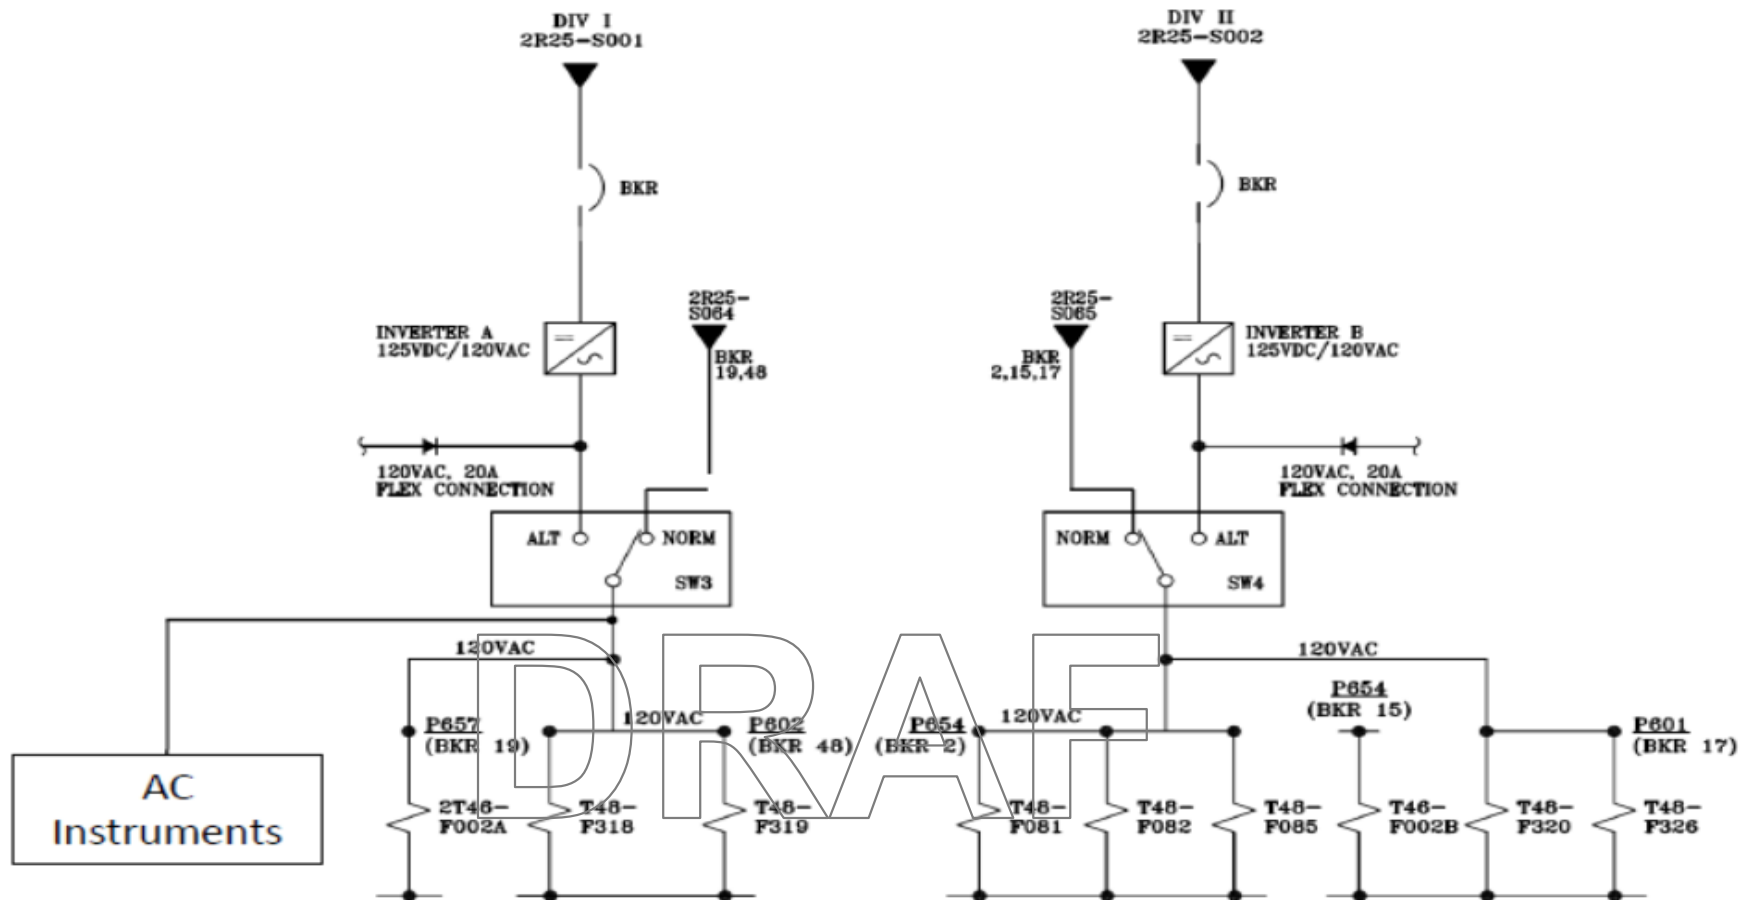 DIV I
2R25-S001
DIV II
2R25-S002
BKR
BKR
2R25-
S064
BKR
19,48
2R25-
S065
BKR
2,15,17
INVERTER A
125VDC/120VAC
INVERTER B
125VDC/120VAC
120VAC, 20A
FLEX CONNECTION
120VAC, 20A
FLEX CONNECTION
ALT
NORM
SW3
NORM
ALT
SW4
120VAC
120VAC
120VAC
120VAC
P657
(BKR 19)
P602
(BKR 48)
P654
(BKR 2)
P654
(BKR 15)
P601
(BKR 17)
AC
Instruments
2T46-
F002A
T48-
F318
T48-
F319
T48-
F081
T48-
F082
T48-
F085
T46-
F002B
T48-
F320
T48-
F326
DRAF